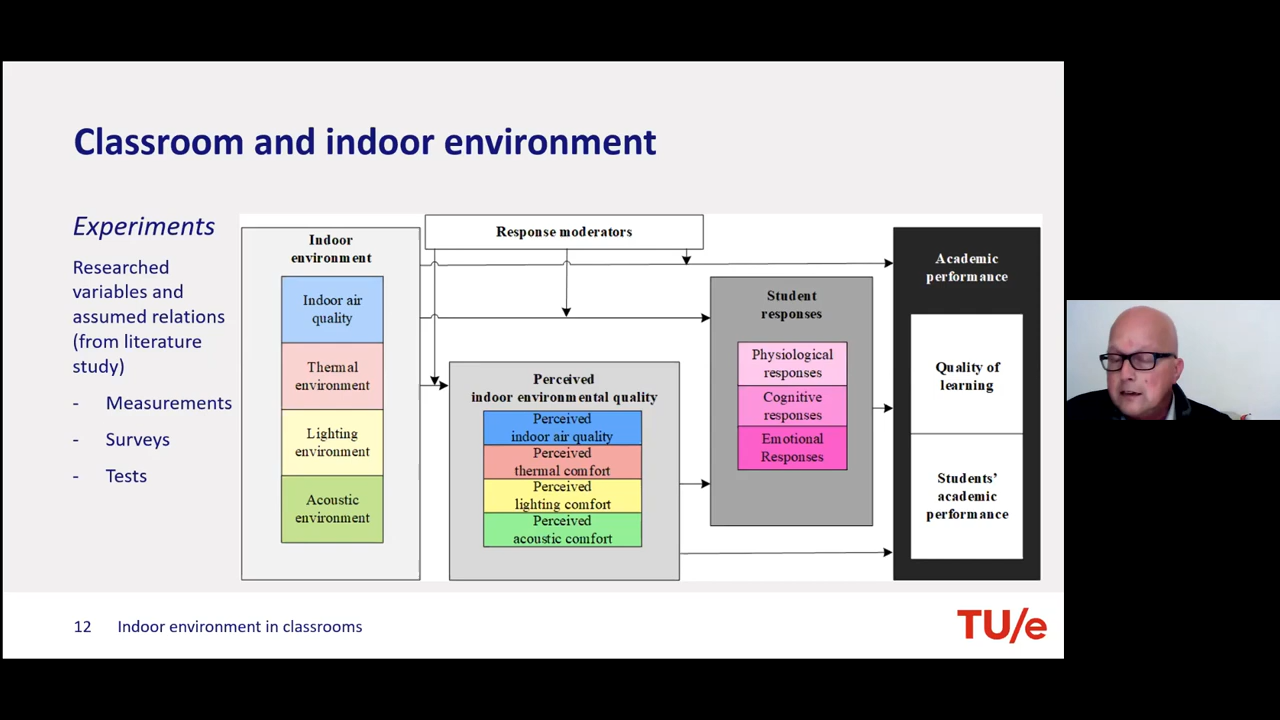 Classroom and indoor environment
Experiments
Researched
variables and
assumed relations
(from literature
study)
- Measurements
- Surveys
- Tests
Indoor
environment
Indoor air
quality
Thermal
environment
Lighting
environment
Acoustic
environment
Response moderators
Perceived
indoor environmental quality
Perceived
indoor air quality
Perceived
thermal comfort
Perceived
lighting comfort
Perceived
acoustic comfort
Student
responses
Physiological
responses
Cognitive
responses
Emotional
Responses
Academic
performance
Quality of
learning
Students’
academic
performance
12 Indoor environment in classrooms
TU/e